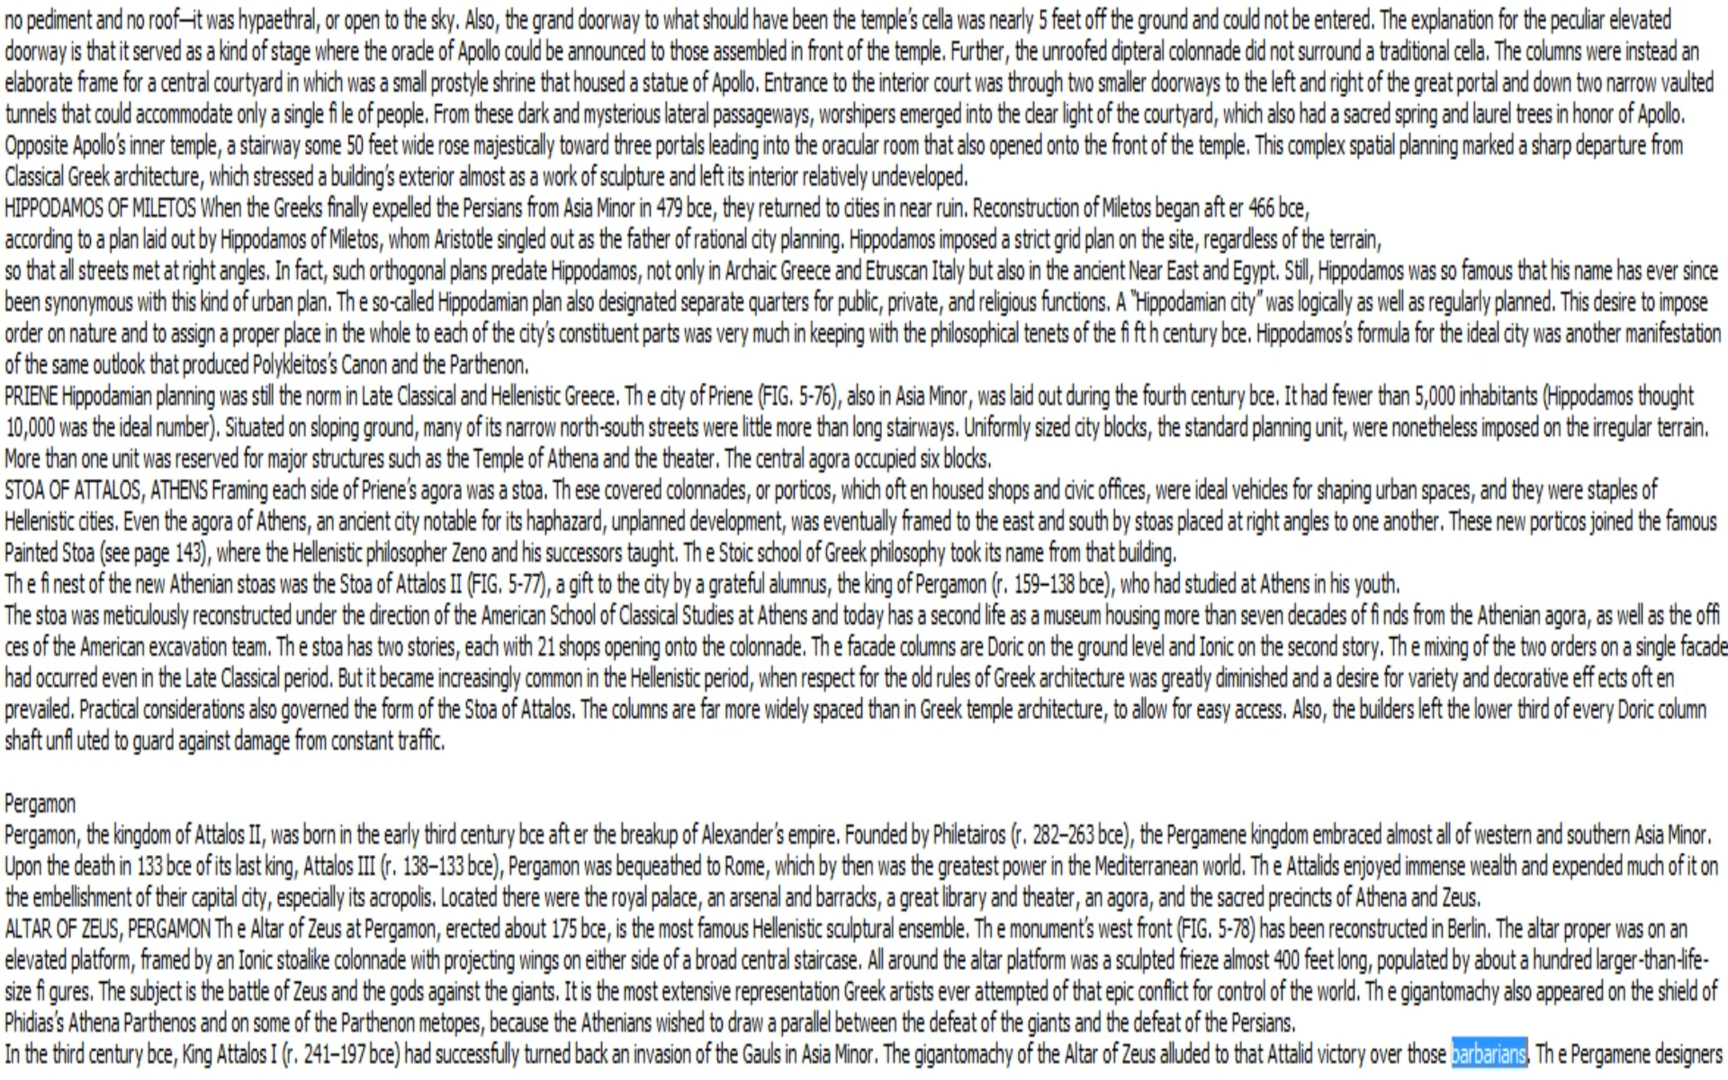 no pediment and no roof—it was hypaethral, or open to the sky. Also, the grand doorway to what should have been the temple's cella was nearly 5 feet off the ground and could not be entered. The explanation for the peculiar elevated
doorway is that it served as a kind of stage where the oracle of Apollo could be announced to those assembled in front of the temple. Further, the unroofed dipteral colonnade did not surround a traditional cella. The columns were instead an
elaborate frame for a central courtyard in which was a small prostyle shrine that housed a statue of Apollo. Entrance to the interior court was through two smaller doorways to the left and right of the great portal and down two narrow vaulted
tunnels that could accommodate only a single fi le of people. From these dark and mysterious lateral passageways, worshipers emerged into the clear light of the courtyard, which also had a sacred spring and laurel trees in honor of Apollo.
Opposite Apollo's inner temple, a stairway some 50 feet wide rose majestically toward three portals leading into the oracular room that also opened onto the front of the temple. This complex spatial planning marked a sharp departure from
Classical Greek architecture, which stressed a building's exterior almost as a work of sculpture and left its interior relatively undeveloped.
HIPPODAMOS OF MILETOS When the Greeks finally expelled the Persians from Asia Minor in 479 bce, they returned to cities in near ruin. Reconstruction of Miletos began aft er 466 bce,
according to a plan laid out by Hippodamos of Miletos, whom Aristotle singled out as the father of rational city planning. Hippodamos imposed a strict grid plan on the site, regardless of the terrain,
so that all streets met at right angles. In fact, such orthogonal plans predate Hippodamos, not only in Archaic Greece and Etruscan Italy but also in the ancient Near East and Egypt. Still, Hippodamos was so famous that his name has ever since
been synonymous with this kind of urban plan. Th e so-called Hippodamian plan also designated separate quarters for public, private, and religious functions. A “Hippodamian city” was logically as well as regularly planned. This desire to impose
order on nature and to assign a proper place in the whole to each of the city's constituent parts was very much in keeping with the philosophical tenets of the fi ft h century bce. Hippodamos's formula for the ideal city was another manifestation
of the same outlook that produced Polykleitos's Canon and the Parthenon.
PRIENE Hippodamian planning was still the norm in Late Classical and Hellenistic Greece. Th e city of Priene (FIG. 5-76), also in Asia Minor, was laid out during the fourth century bce. It had fewer than 5,000 inhabitants (Hippodamos thought
10,000 was the ideal number). Situated on sloping ground, many of its narrow north-south streets were little more than long stairways. Uniformly sized city blocks, the standard planning unit, were nonetheless imposed on the irregular terrain.
More than one unit was reserved for major structures such as the Temple of Athena and the theater. The central agora occupied six blocks.
STOA OF ATTALOS, ATHENS Framing each side of Priene's agora was a stoa. Th ese covered colonnades, or porticos, which oft en housed shops and civic offices, were ideal vehicles for shaping urban spaces, and they were staples of
Hellenistic cities. Even the agora of Athens, an ancient city notable for its haphazard, unplanned development, was eventually framed to the east and south by stoas placed at right angles to one another. These new porticos joined the famous
Painted Stoa (see page 143), where the Hellenistic philosopher Zeno and his successors taught. Th e Stoic school of Greek philosophy took its name from that building.
Th e fi nest of the new Athenian stoas was the Stoa of Attalos II (FIG. 5-77), a gift to the city by a grateful alumnus, the king of Pergamon (r. 159–138 bce), who had studied at Athens in his youth.
The stoa was meticulously reconstructed under the direction of the American School of Classical Studies at Athens and today has a second life as a museum housing more than seven decades of fi nds from the Athenian agora, as well as the offi
ces of the American excavation team. Th e stoa has two stories, each with 21 shops opening onto the colonnade. Th e facade columns are Doric on the ground level and Ionic on the second story. Th e mixing of the two orders on a single facade
had occurred even in the Late Classical period. But it became increasingly common in the Hellenistic period, when respect for the old rules of Greek architecture was greatly diminished and a desire for variety and decorative eff ects oft en
prevailed. Practical considerations also governed the form of the Stoa of Attalos. The columns are far more widely spaced than in Greek temple architecture, to allow for easy access. Also, the builders left the lower third of every Doric column
shaft unfl uted to guard against damage from constant traffic.
Pergamon
Pergamon, the kingdom of Attalos II, was born in the early third century bce aft er the breakup of Alexander's empire. Founded by Philetairos (r. 282–263 bce), the Pergamene kingdom embraced almost all of western and southern Asia Minor.
Upon the death in 133 bce of its last king, Attalos III (r. 138–133 bce), Pergamon was bequeathed to Rome, which by then was the greatest power in the Mediterranean world. Th e Attalids enjoyed immense wealth and expended much of it on
the embellishment of their capital city, especially its acropolis. Located there were the royal palace, an arsenal and barracks, a great library and theater, an agora, and the sacred precincts of Athena and Zeus.
ALTAR OF ZEUS, PERGAMON Th e Altar of Zeus at Pergamon, erected about 175 bce, is the most famous Hellenistic sculptural ensemble. Th e monument's west front (FIG. 5-78) has been reconstructed in Berlin. The altar proper was on an
elevated platform, framed by an Ionic stoalike colonnade with projecting wings on either side of a broad central staircase. All around the altar platform was a sculpted frieze almost 400 feet long, populated by about a hundred larger-than-life-
size fi gures. The subject is the battle of Zeus and the gods against the giants. It is the most extensive representation Greek artists ever attempted of that epic conflict for control of the world. Th e gigantomachy also appeared on the shield of
Phidias's Athena Parthenos and on some of the Parthenon metopes, because the Athenians wished to draw a parallel between the defeat of the giants and the defeat of the Persians.
In the third century bce, King Attalos I (r. 241–197 bce) had successfully turned back an invasion of the Gauls in Asia Minor. The gigantomachy of the Altar of Zeus alluded to that Attalid victory over those barbarians. Th e Pergamene designers